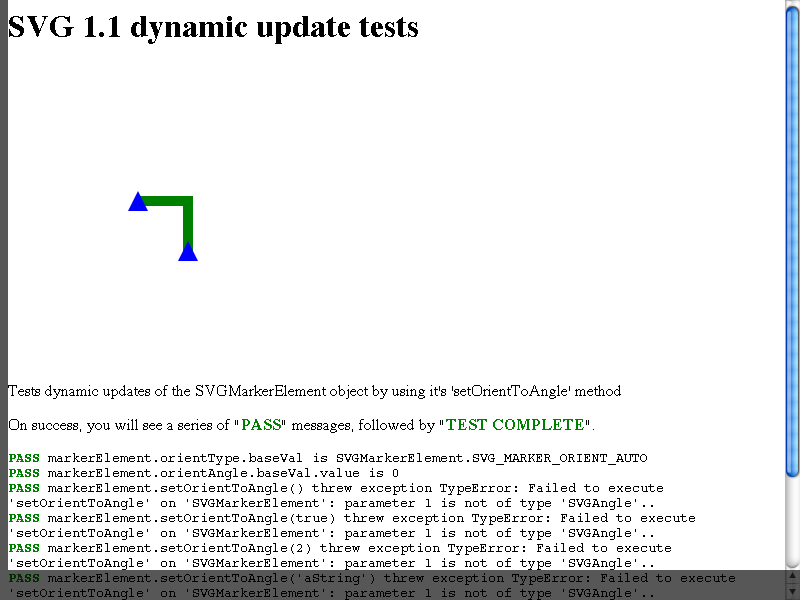 SVG 1.1 dynamic update tests
Tests dynamic updates of the SVGMarkerElement object by using it's 'setOrientToAngle' method
On success, you will see a series of "PASS" messages, followed by "TEST COMPLETE".
PASS markerElement.orientType.baseVal is SVGMarkerElement.SVG_MARKER_ORIENT_AUTO
PASS markerElement.orientAngle.baseVal.value is 0
PASS markerElement.setOrientToAngle() threw exception TypeError: Failed to execute
'setOrientToAngle' on 'SVGMarkerElement': parameter 1 is not of type 'SVGAngle'..
PASS markerElement.setOrientToAngle(true) threw exception TypeError: Failed to execute
'setOrientToAngle' on 'SVGMarkerElement': parameter 1 is not of type 'SVGAngle'..
PASS markerElement.setOrientToAngle(2) threw exception TypeError: Failed to execute
'setOrientToAngle' on 'SVGMarkerElement': parameter 1 is not of type 'SVGAngle'..
PASS markerElement.setOrientToAngle('aString') threw exception TypeError: Failed to execute
'setOrientToAngle' on 'SVGMarkerElement': parameter 1 is not of type 'SVGAngle'..